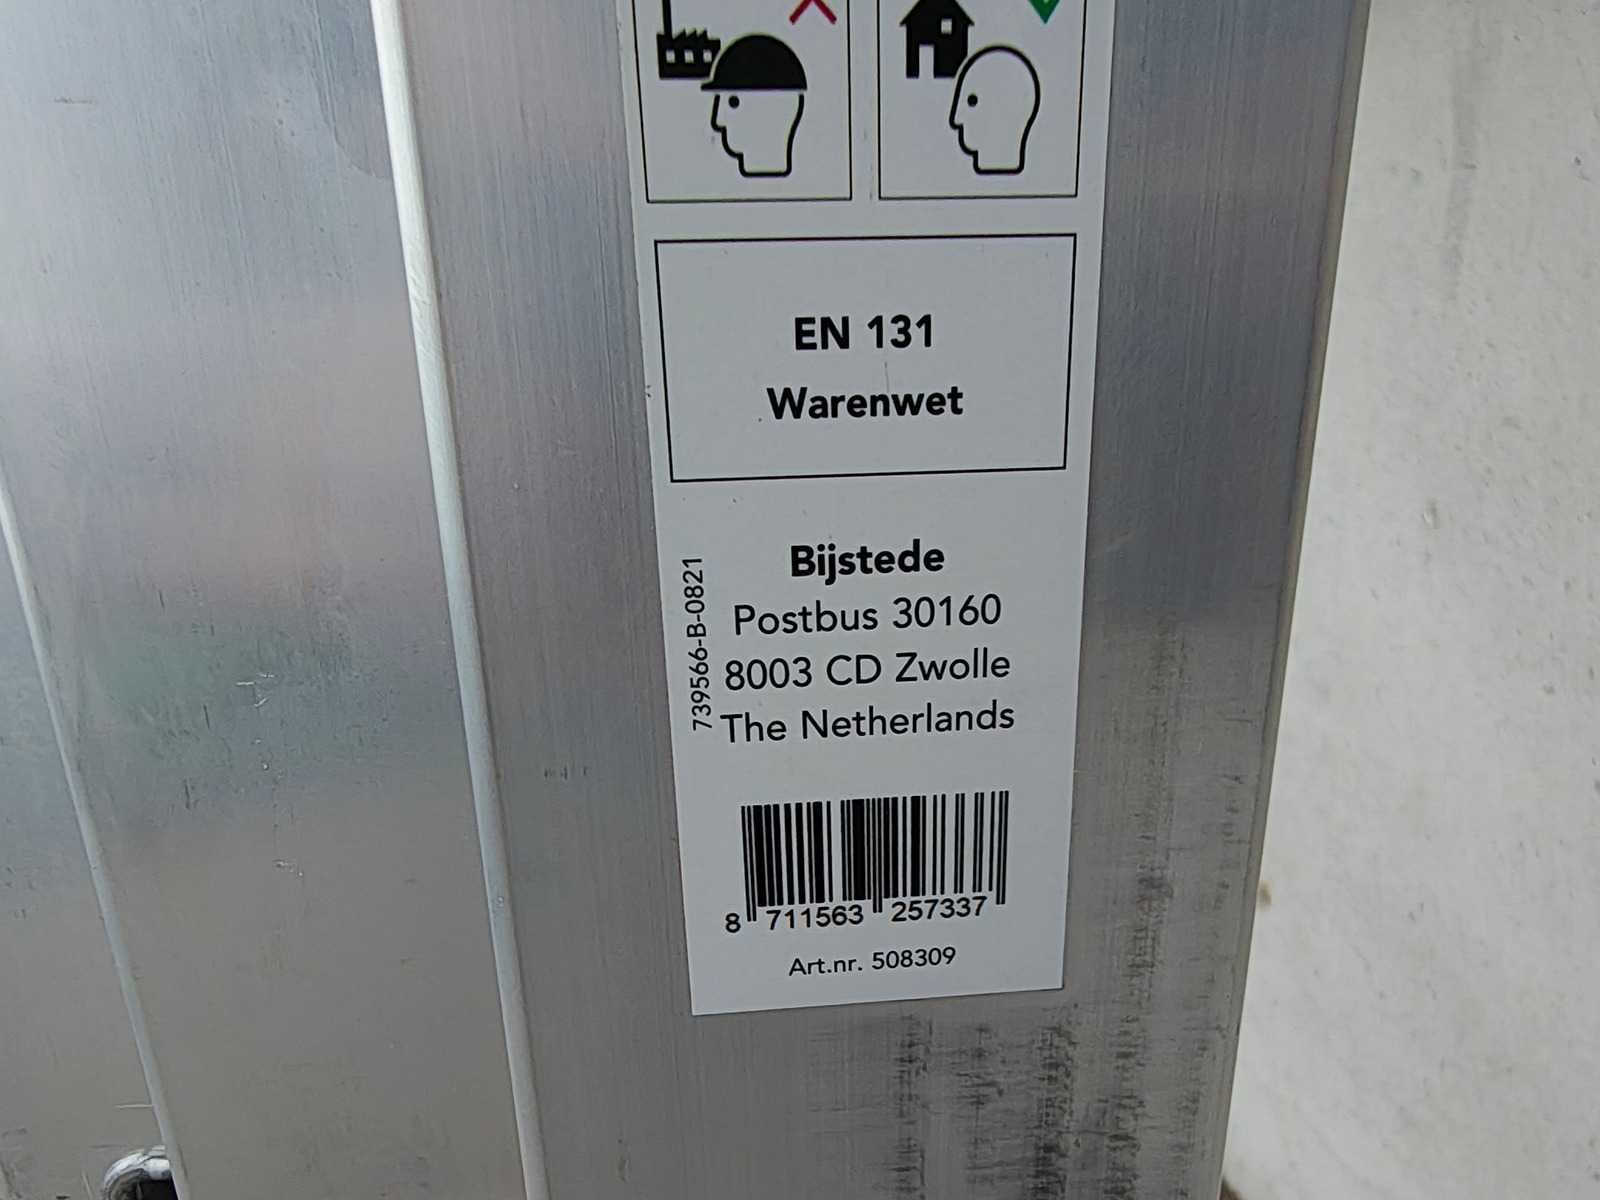 EN 131
Warenwet
Bijstede
Postbus 30160
8003 CD Zwolle
The Netherlands
739566-B-0821
8 711563 257337
Art.nr. 508309